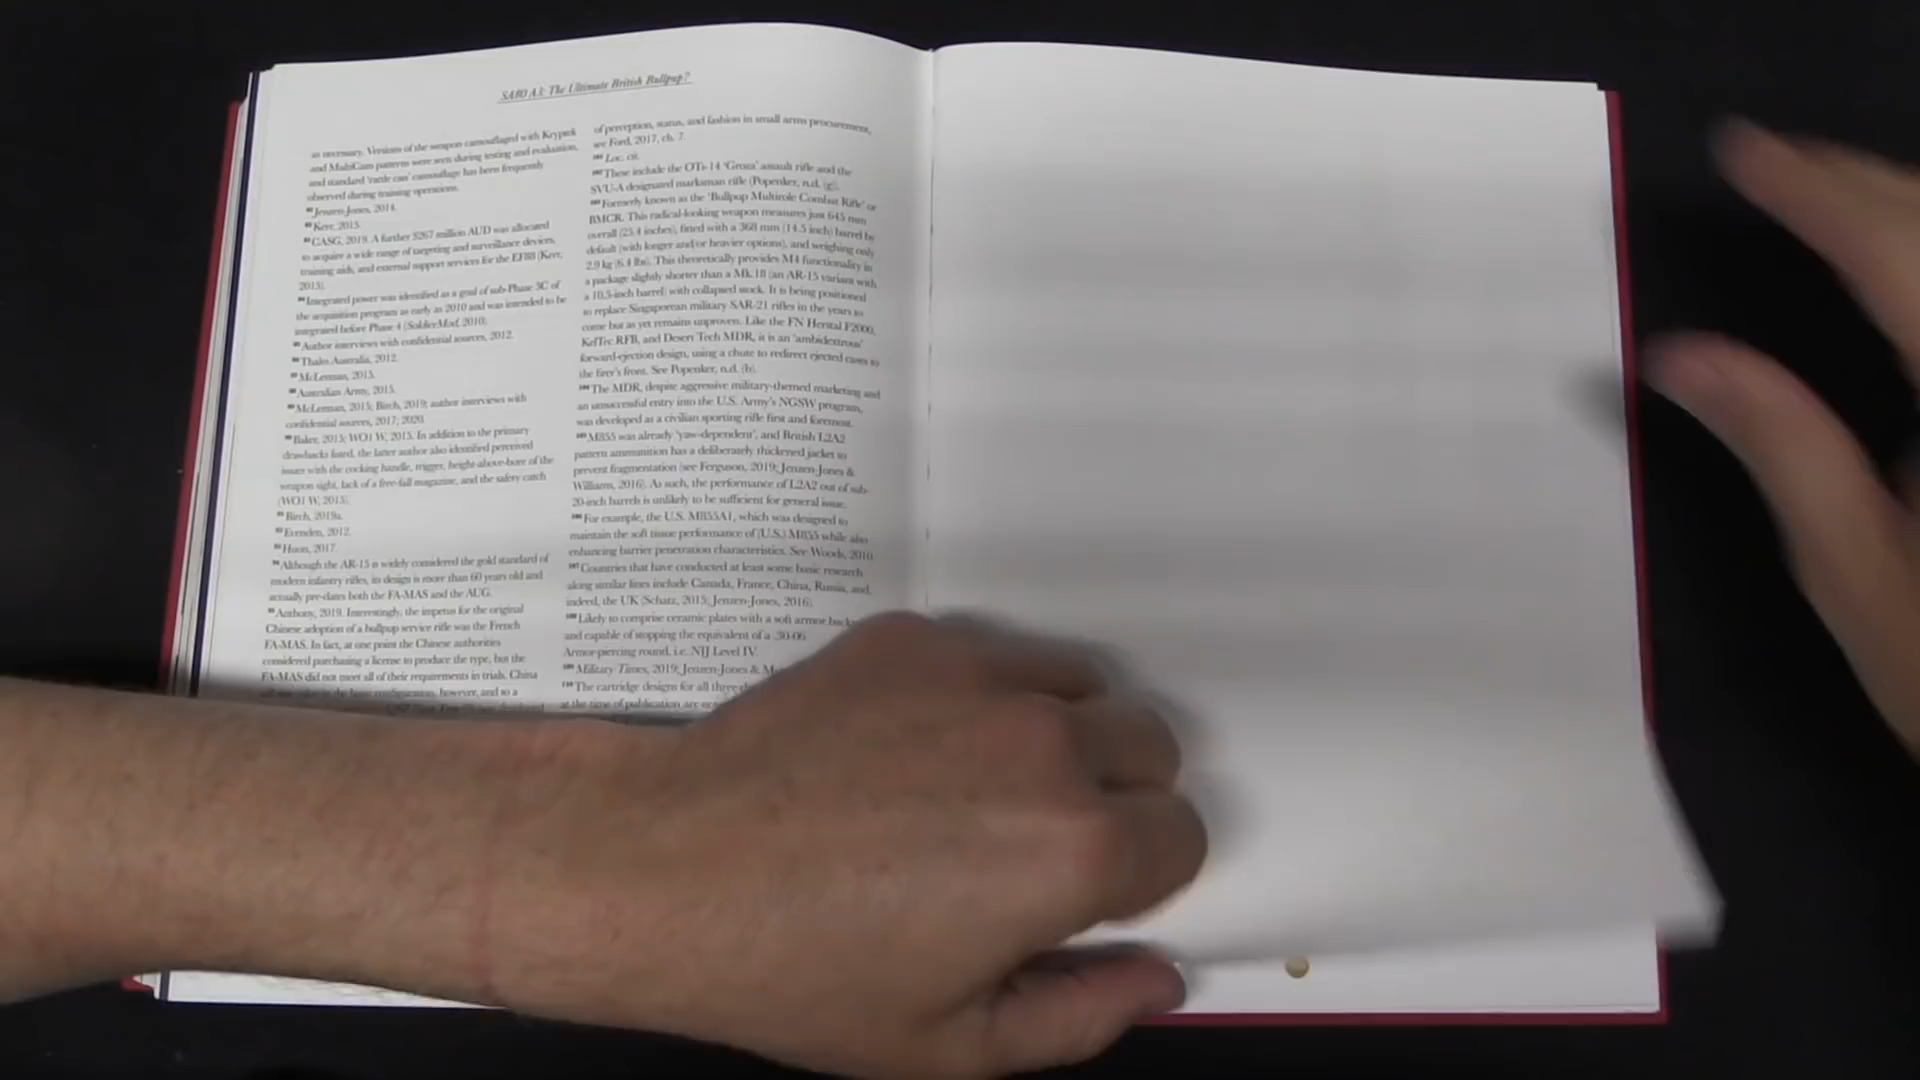 SA80 A3: The Ultimate British Bullpup?
as necessary. Versions of the weapon camouflaged with Kryptek
and MultiCam patterns were seen during testing and evaluation,
and standard 'rattle can' camouflage has been frequently
observed during training operations.
Jenzen-Jones, 2014.
Kerr, 2015.
CASG, 2019. A further $267 million AUD was allocated
to acquire a wide range of targeting and surveillance devices,
training aids, and external support services for the EF88 (Kerr,
2015).
Integrated power was identified as a goal of sub-Phase 5C of
the acquisition program as early as 2010 and was intended to be
integrated before Phase 4 (SoldierMod, 2010).
Author interviews with confidential sources, 2012.
Thales Australia, 2012.
McLennan, 2015.
Australian Army, 2015.
McLennan, 2015; Birch, 2019; author interviews with
confidential sources, 2017; 2020.
Baker, 2015; WO1 W, 2015. In addition to the primary
drawbacks listed, the latter author also identified perceived
issues with the cocking handle, trigger, height-above-bore of the
weapon sight, lack of a free-fall magazine, and the safety catch
(WO1 W, 2015).
Birch, 2019a.
Evenden, 2012.
Hoon, 2017.
Although the AR-15 is widely considered the gold standard of
modern infantry rifles, its design is more than 60 years old and
actually pre-dates both the FA-MAS and the AUG.
Anthony, 2019. Interestingly, the impetus for the original
Chinese adoption of a bullpup service rifle was the French
FA-MAS. In fact, at one point the Chinese authorities
considered purchasing a license to produce the type, but the
FA-MAS did not meet all of their requirements in trials. China
configuration, however, and so a
of perception, status, and fashion in small arms procurement,
see Ford, 2017, ch. 7.
Loc. cit.
These include the OTs-14 'Groza' assault rifle and the
SVU-A designated marksman rifle (Popenker, n.d. (g)).
Formerly known as the 'Bullpup Multirole Combat Rifle' or
BMCR. This radical-looking weapon measures just 645 mm
overall (25.4 inches), fitted with a 368 mm (14.5 inch) barrel by
default (with longer and/or heavier options), and weighing only
2.9 kg (6.4 lbs). This theoretically provides M4 functionality in
a package slightly shorter than a Mk 18 (an AR-15 variant with
a 10.3-inch barrel) with collapsed stock. It is being positioned
to replace Singaporean military SAR-21 rifles in the years to
come but as yet remains unproven. Like the FN Herstal F2000,
KelTec RFB, and Desert Tech MDR, it is an 'ambidextrous'
forward-ejection design, using a chute to redirect ejected cases to
the firer's front. See Popenker, n.d. (b).
The MDR, despite aggressive military-themed marketing and
an unsuccessful entry into the U.S. Army's NGSW program,
was developed as a civilian sporting rifle first and foremost.
M855 was already 'yaw-dependent', and British L2A2
pattern ammunition has a deliberately thickened jacket to
prevent fragmentation (see Ferguson, 2019; Jenzen-Jones &
Williams, 2016). As such, the performance of L2A2 out of sub-
20-inch barrels is unlikely to be sufficient for general issue.
For example, the U.S. M855A1, which was designed to
maintain the soft tissue performance of (U.S.) M855 while also
enhancing barrier penetration characteristics. See Woods, 2010.
Countries that have conducted at least some basic research
along similar lines include Canada, France, China, Russia, and,
indeed, the UK (Schatz, 2015; Jenzen-Jones, 2016).
Likely to comprise ceramic plates with a soft armor
and capable of stopping the equivalent of a .30-06
Armor-piercing round, i.e. NIJ Level IV.
Military Times, 2019; Jenzen-Jones &
The cartridge designs for all three
at the time of publication are